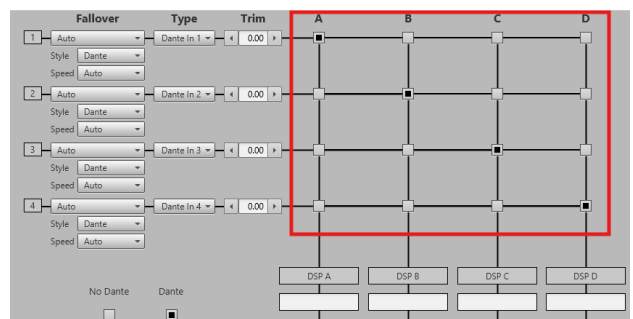 Fallover Type Trim A B C D
1 Auto Dante In 1 0.00
Style Dante
Speed Auto
2 Auto Dante In 2 0.00
Style Dante
Speed Auto
3 Auto Dante In 3 0.00
Style Dante
Speed Auto
4 Auto Dante In 4 0.00
Style Dante
Speed Auto
DSP A DSP B DSP C DSP D
No Dante Dante